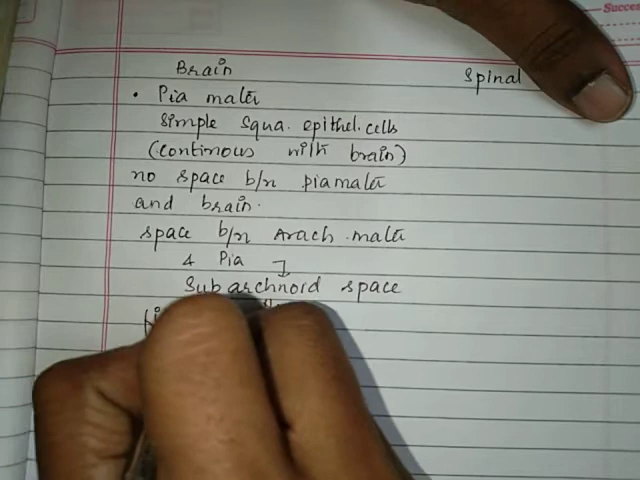 Succes
Brain Spinal
• Pia mater
simple squa. epithel. cells
(continous with brain)
no space b/n piamater
and brain.
space b/n Arach. mater
& Pia
Subarchnoid space